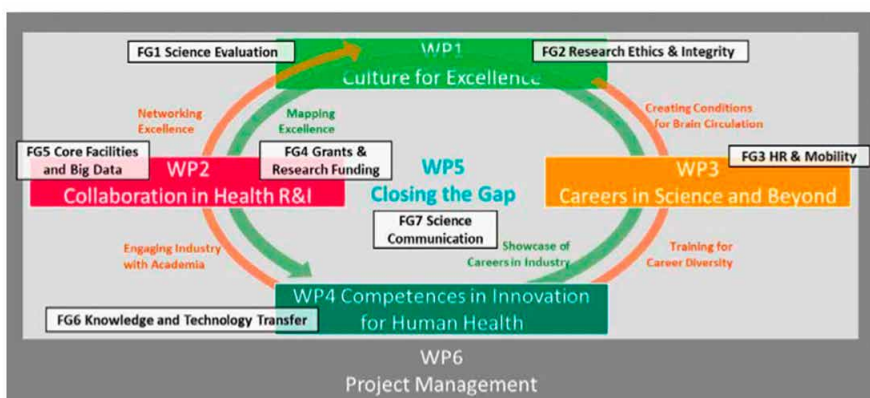 FG1 Science Evaluation
WP1
Culture for Excellence
FG2 Research Ethics & Integrity
Networking
Excellence
Mapping
Excellence
Creating Conditions
for Brain Circulation
FG5 Core Facilities
and Big Data
WP2
Collaboration in Health R&I
FG4 Grants &
Research Funding
WP5
Closing the Gap
FG7 Science
Communication
WP3
Careers in Science and Beyond
FG3 HR & Mobility
Engaging Industry
with Academia
Showcase of
Careers in Industry
Training for
Career Diversity
WP4 Competences in Innovation
for Human Health
FG6 Knowledge and Technology Transfer
WP6
Project Management